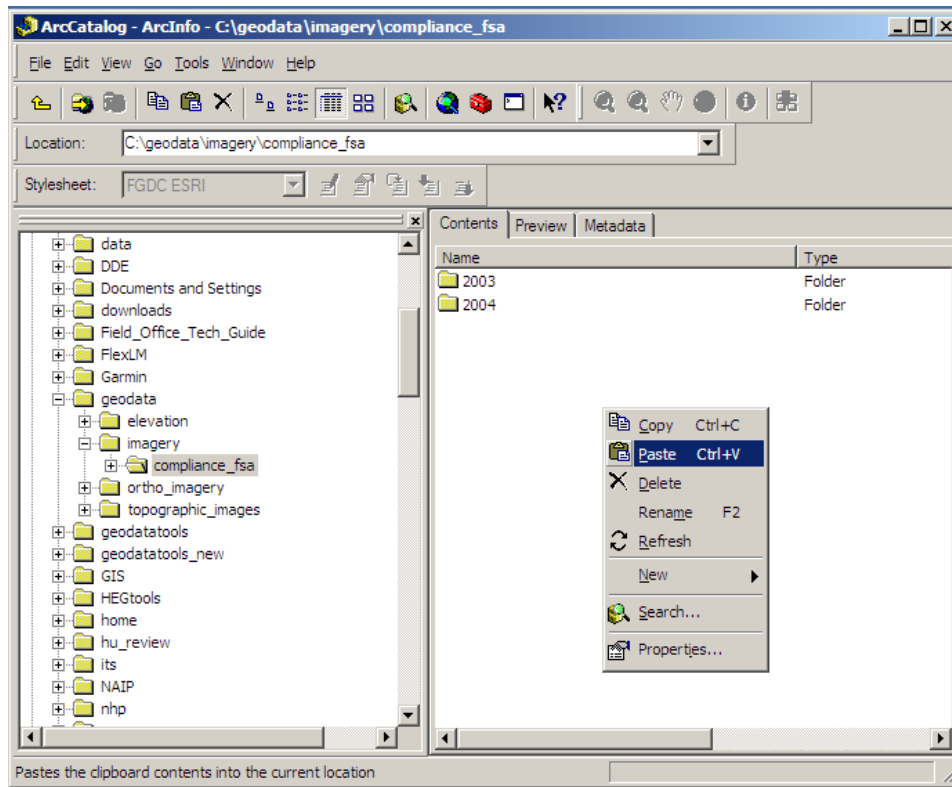 ArcCatalog - ArcInfo - C:\geodata\imagery\compliance_fsa
File Edit View Go Tools Window Help
Location: C:\geodata\imagery\compliance_fsa
Stylesheet: FGDC ESRI
data
DDE
Documents and Settings
downloads
Field_Office_Tech_Guide
FlexLM
Garmin
geodata
elevation
imagery
compliance_fsa
ortho_imagery
topographic_images
geodatatools
geodatatools_new
GIS
HEGtools
home
hu_review
its
NAIP
nhp
Contents Preview Metadata
Name Type
2003 Folder
2004 Folder
Copy Ctrl+C
Paste Ctrl+V
Delete
Rename F2
Refresh
New
Search...
Properties...
Pastes the clipboard contents into the current location